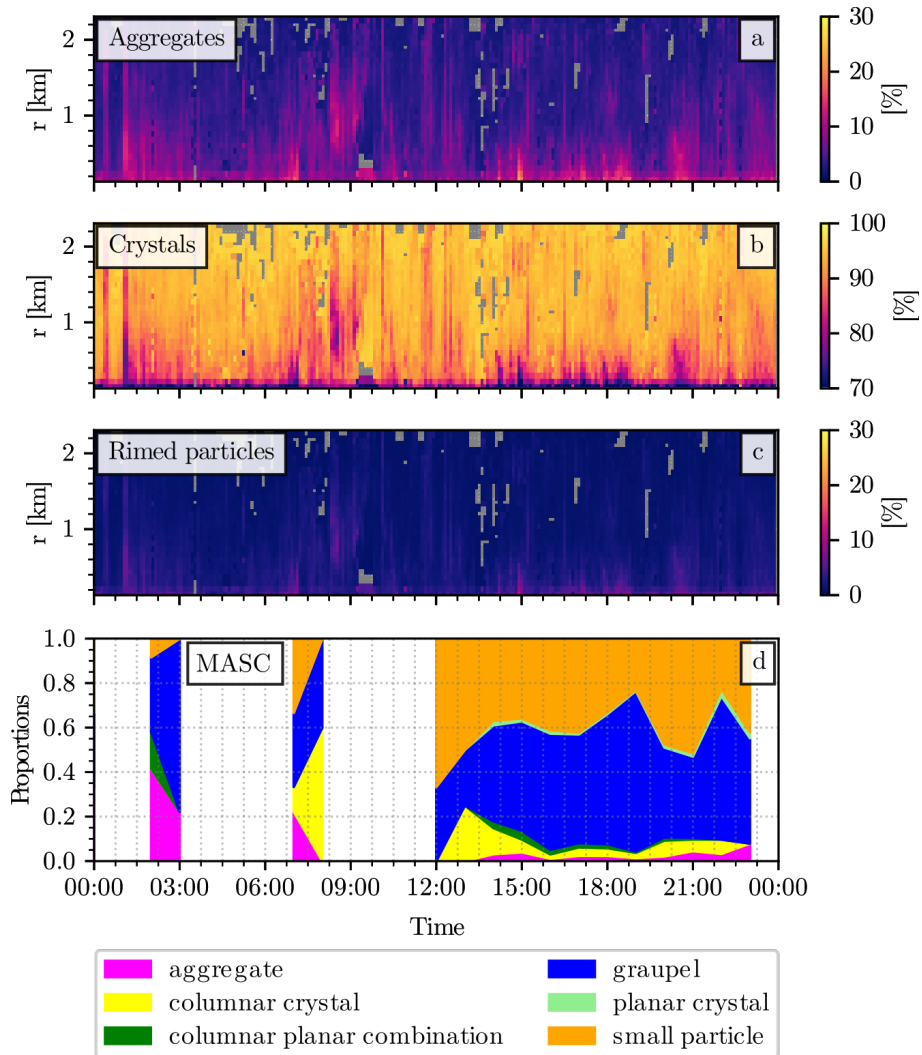 Aggregates
a
r [km]
2
1
30
20
10
0
[%]
Crystals
b
r [km]
2
1
100
90
80
70
[%]
Rimed particles
c
r [km]
2
1
30
20
10
0
[%]
MASC
d
Proportions
1.0
0.8
0.6
0.4
0.2
0.0
00:00 03:00 06:00 09:00 12:00 15:00 18:00 21:00 00:00
Time
aggregate
columnar crystal
columnar planar combination
graupel
planar crystal
small particle